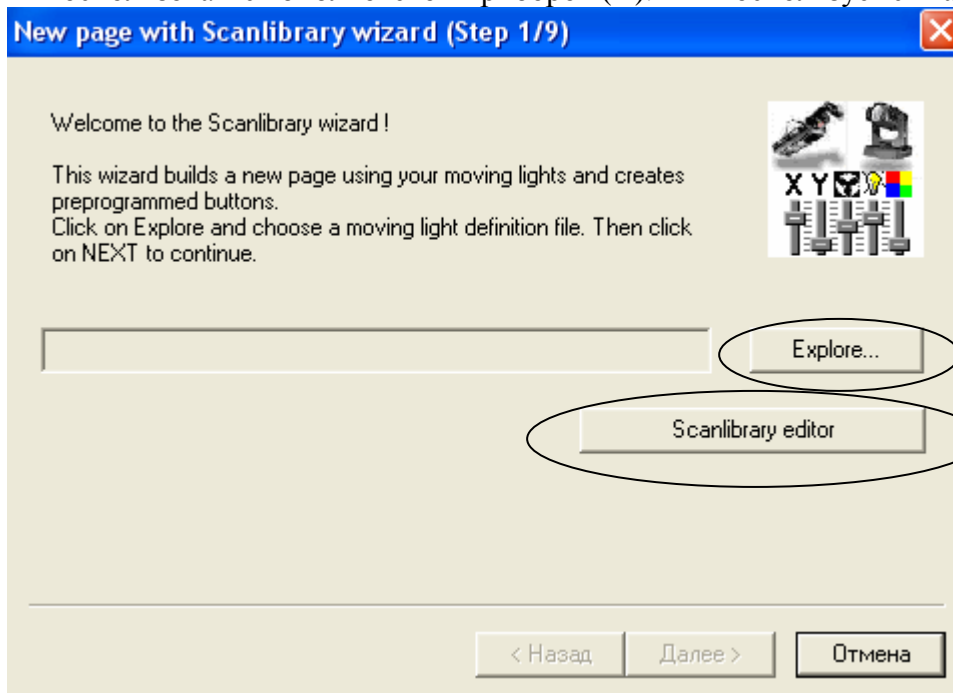 New page with Scanlibrary wizard (Step 1/9)
Welcome to the Scanlibrary wizard !
This wizard builds a new page using your moving lights and creates
preprogrammed buttons.
Click on Explore and choose a moving light definition file. Then click
on NEXT to continue.
X Y
Explore...
Scanlibrary editor
< Назад
Далее >
Отмена